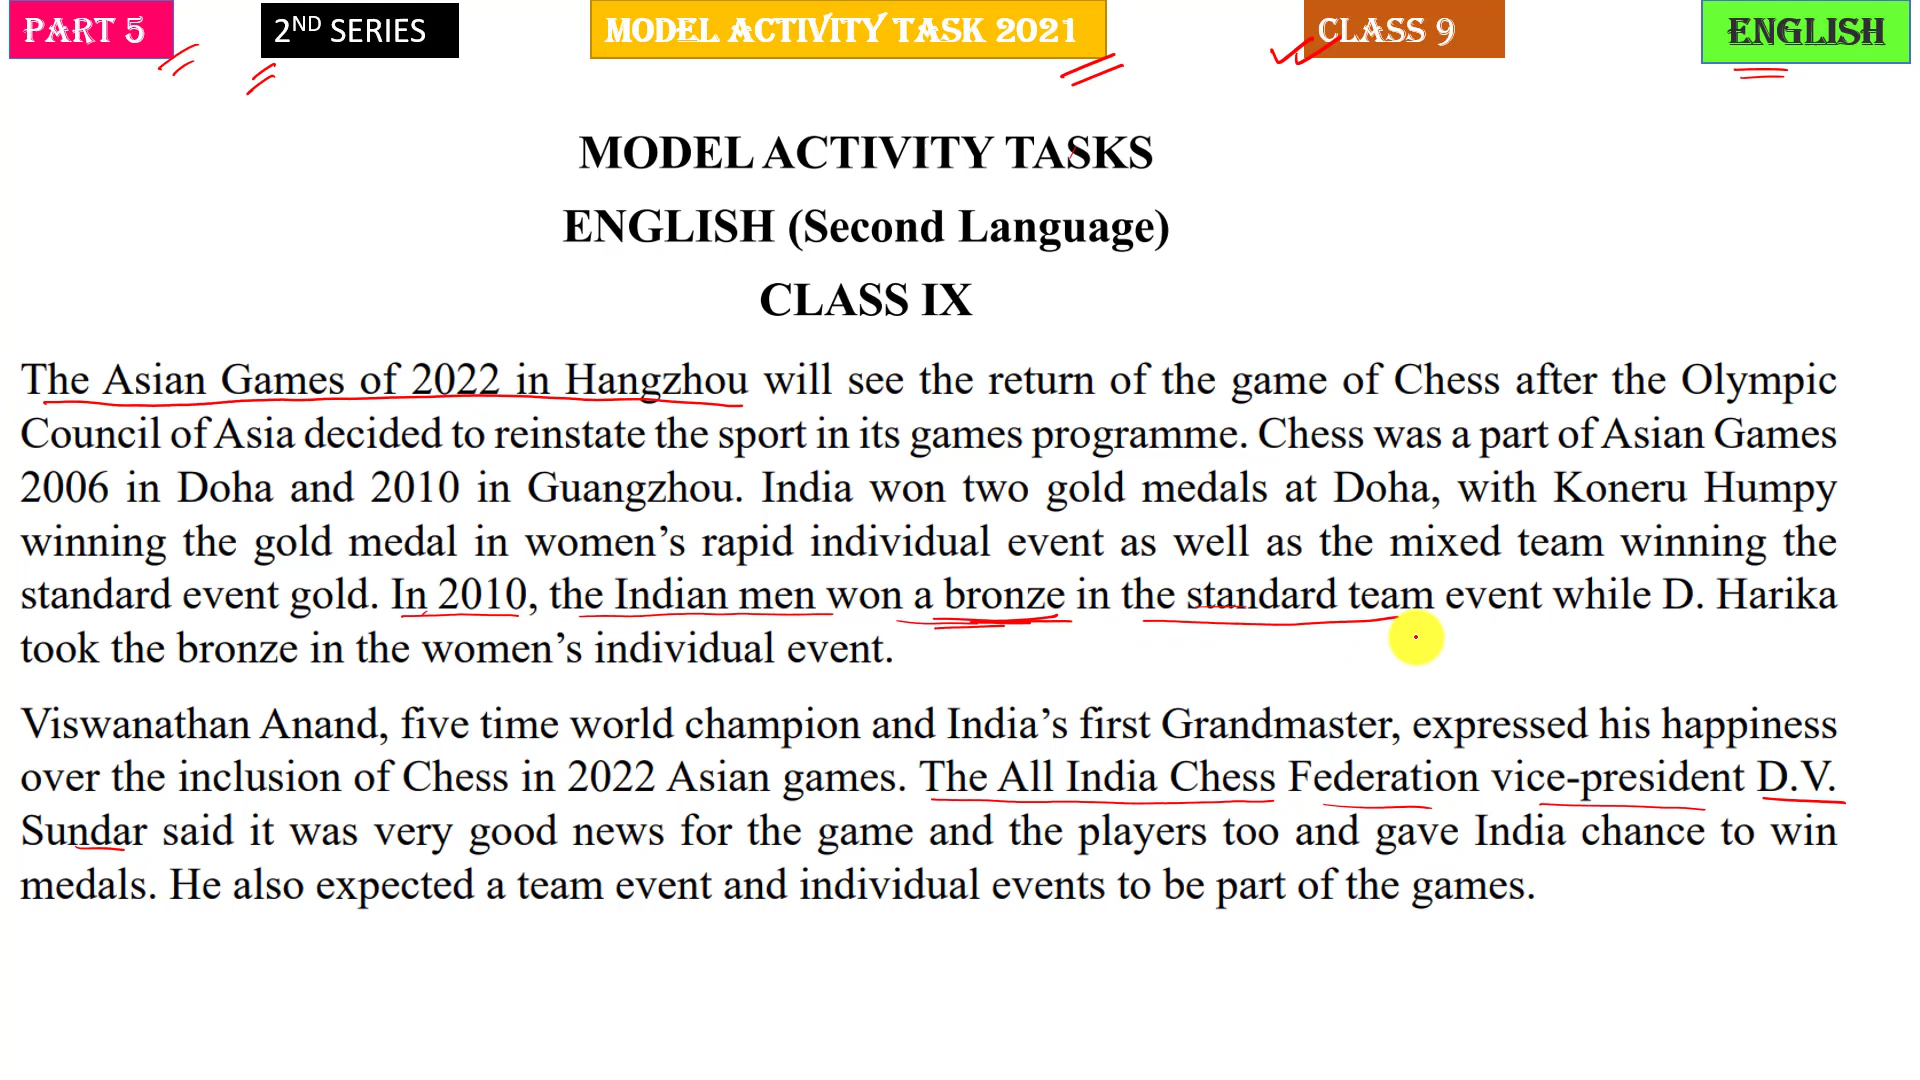 PART 5 2ND SERIES MODEL ACTIVITY TASK 2021 CLASS 9 ENGLISH
MODEL ACTIVITY TASKS
ENGLISH (Second Language)
CLASS IX
The Asian Games of 2022 in Hangzhou will see the return of the game of Chess after the Olympic
Council of Asia decided to reinstate the sport in its games programme. Chess was a part of Asian Games
2006 in Doha and 2010 in Guangzhou. India won two gold medals at Doha, with Koneru Humpy
winning the gold medal in women’s rapid individual event as well as the mixed team winning the
standard event gold. In 2010, the Indian men won a bronze in the standard team event while D. Harika
took the bronze in the women’s individual event.
Viswanathan Anand, five time world champion and India’s first Grandmaster, expressed his happiness
over the inclusion of Chess in 2022 Asian games. The All India Chess Federation vice-president D.V.
Sundar said it was very good news for the game and the players too and gave India chance to win
medals. He also expected a team event and individual events to be part of the games.